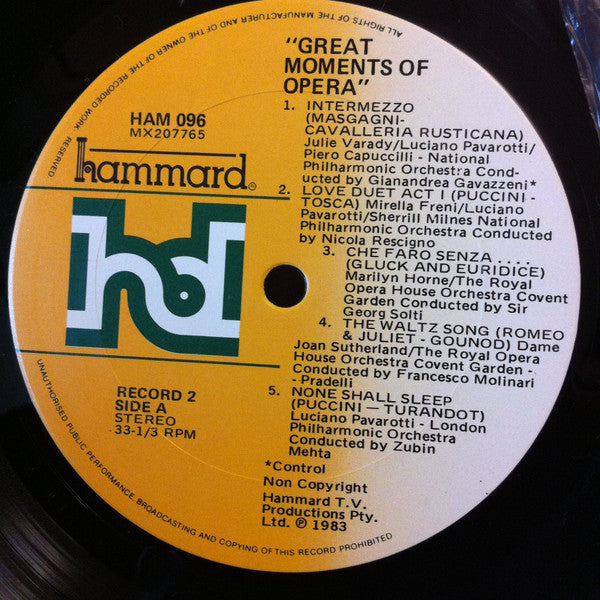 "GREAT
MOMENTS OF
OPERA"
HAM 096
MX207765
hammard®
hd
RECORD 2
SIDE A
STEREO
33-1/3 RPM
1. INTERMEZZO
(MASGAGNI-
CAVALLERIA RUSTICANA)
Julie Varady/Luciano Pavarotti/
Piero Capuccilli - National
Philharmonic Orchestra Cond-
ucted by Gianandrea Gavazzeni*
2. LOVE DUET ACT I (PUCCINI -
TOSCA) Mirella Freni/Luciano
Pavarotti/Sherrill Milnes National
Philharmonic Orchestra Conducted
by Nicola Rescigno
3. CHE FARO SENZA ....
(GLUCK AND EURIDICE)
Marilyn Horne/The Royal
Opera House Orchestra Covent
Garden Conducted by Sir
Georg Solti
4. THE WALTZ SONG (ROMEO
& JULIET - GOUNOD) Dame
Joan Sutherland/The Royal Opera
House Orchestra Covent Garden -
Conducted by Francesco Molinari
- Pradelli
5. NONE SHALL SLEEP
(PUCCINI — TURANDOT)
Luciano Pavarotti - London
Philharmonic Orchestra
Conducted by Zubin
Mehta
*Control
Non Copyright
Hammard T.V.
Productions Pty.
Ltd. ℗ 1983
ALL RIGHTS OF THE MANUFACTURER AND OF THE OWNER OF THE RECORDED WORK RESERVED
UNAUTHORISED PUBLIC PERFORMANCE, BROADCASTING AND COPYING OF THIS RECORD PROHIBITED